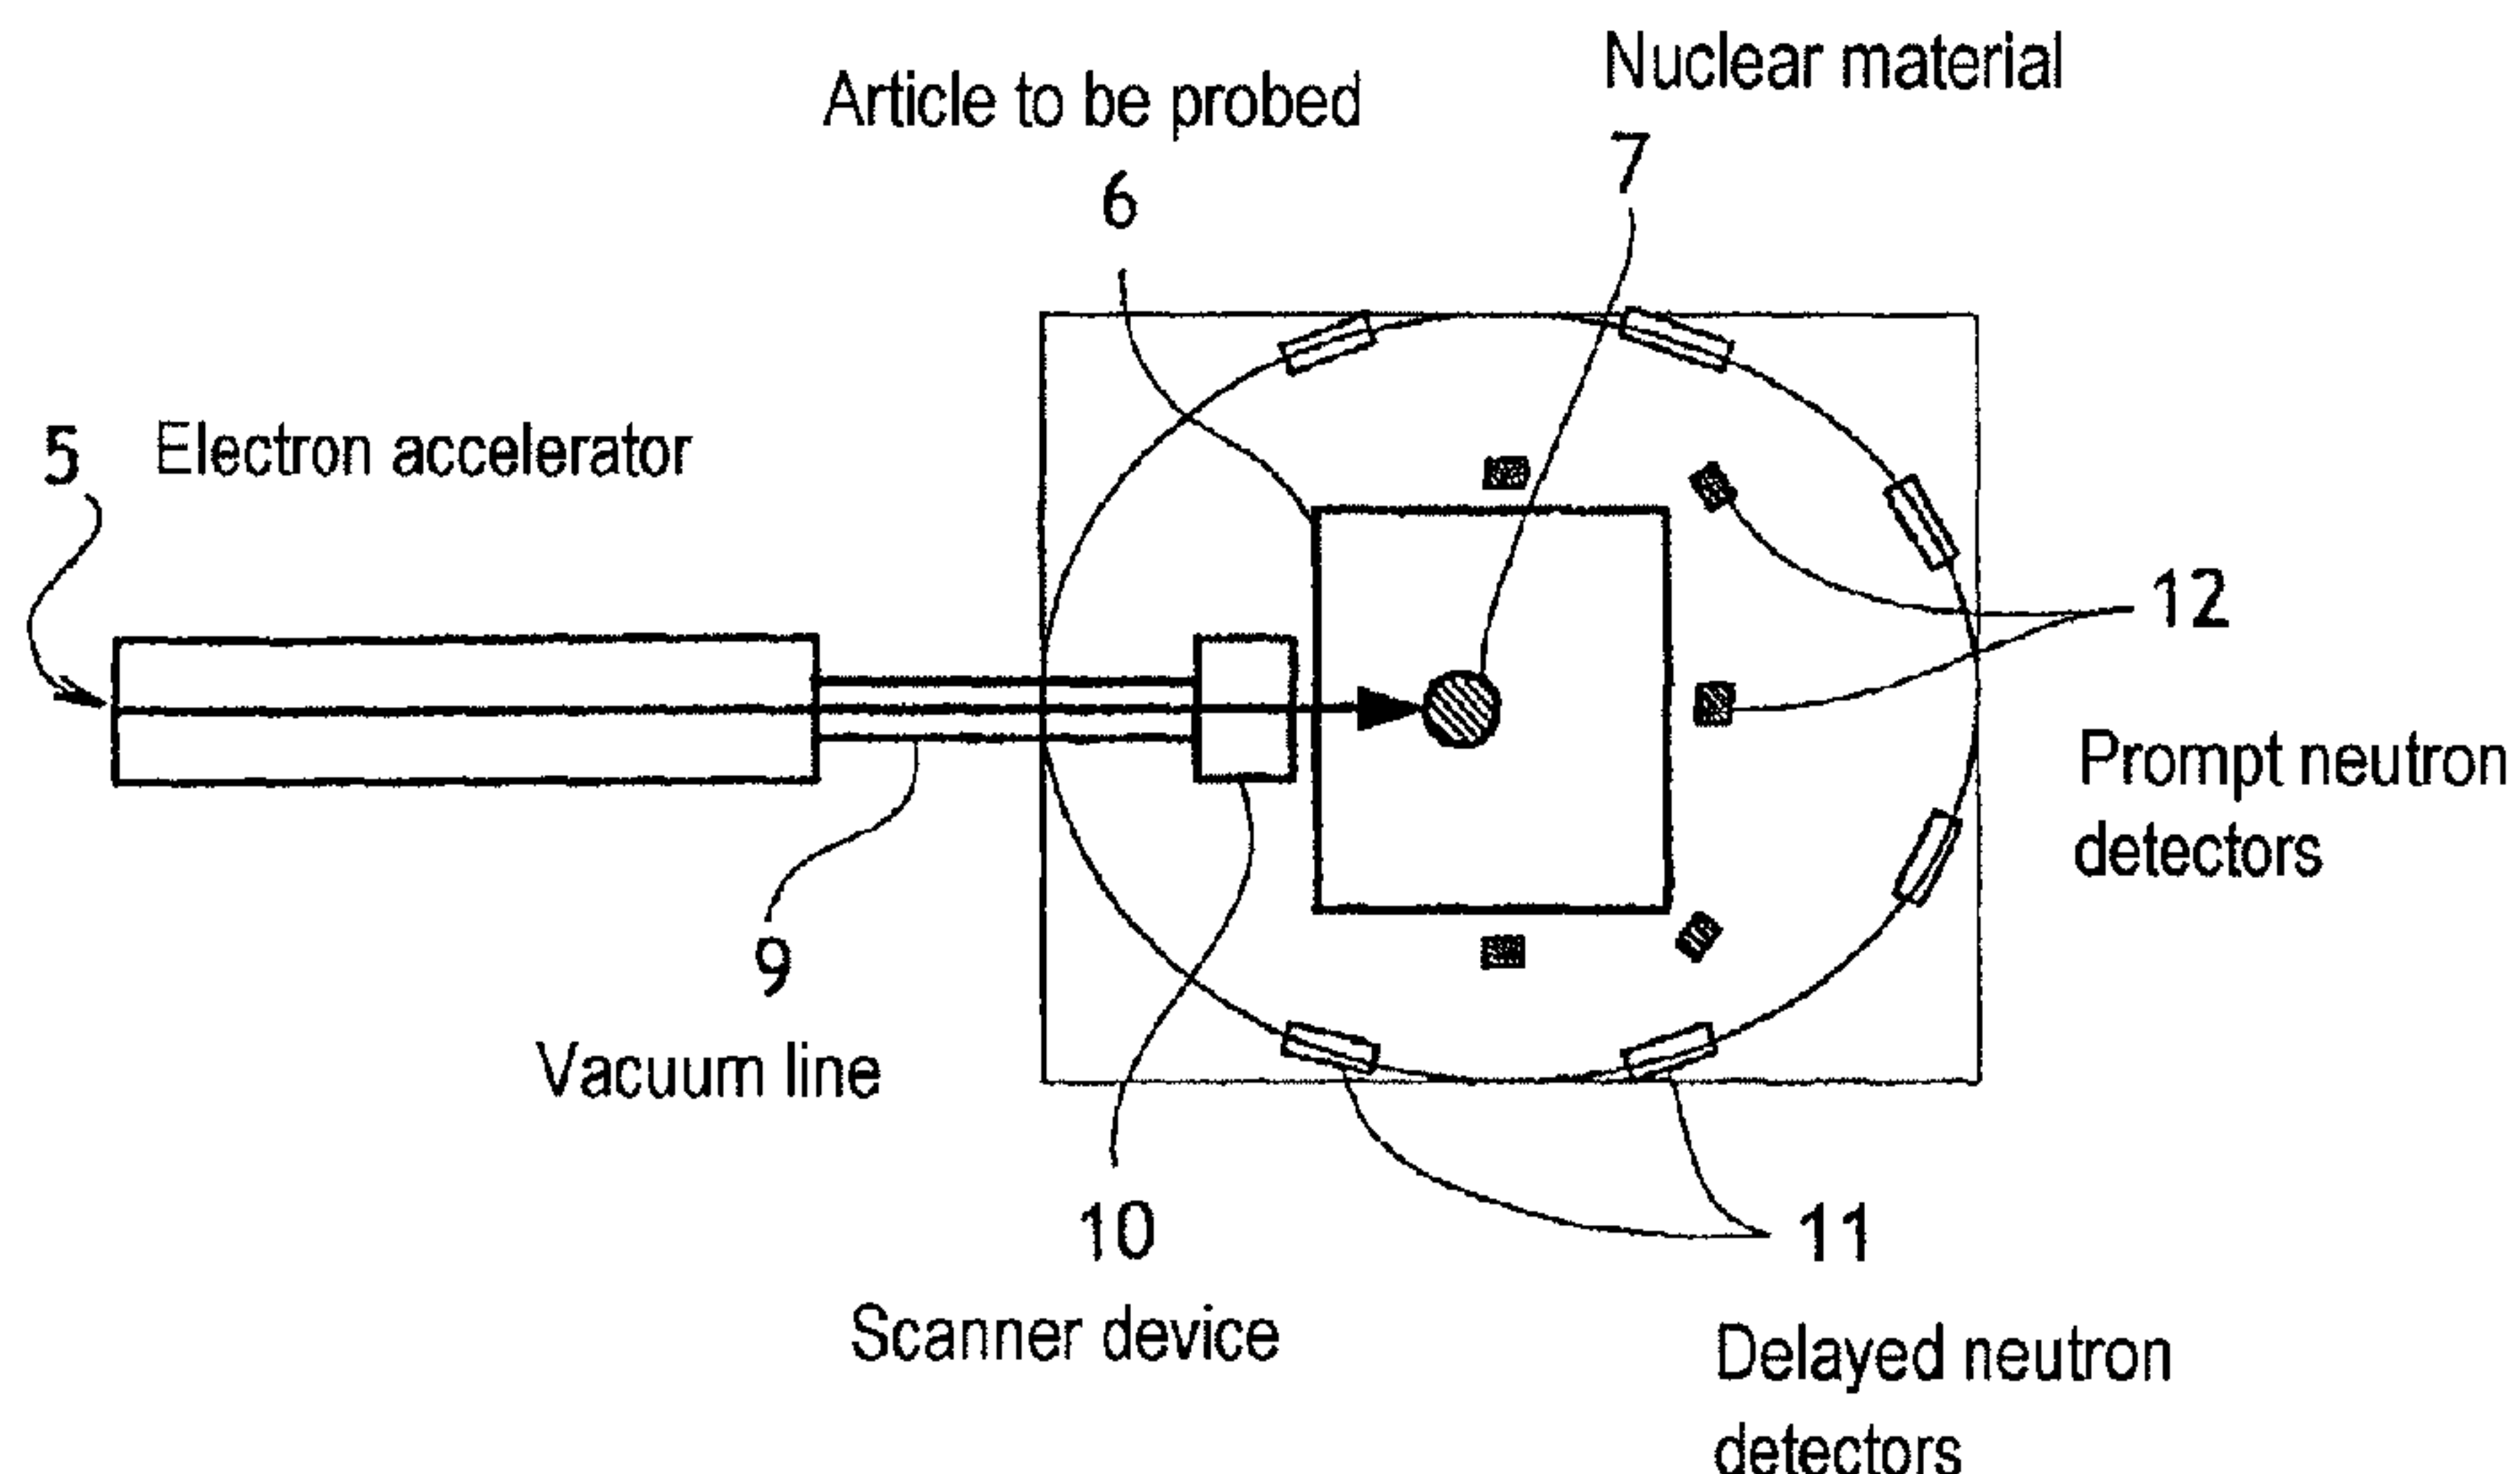 Nuclear material
7
Article to be probed
6
5 Electron accelerator
12
Prompt neutron
detectors
9
Vacuum line
10
Scanner device
11
Delayed neutron
detectors